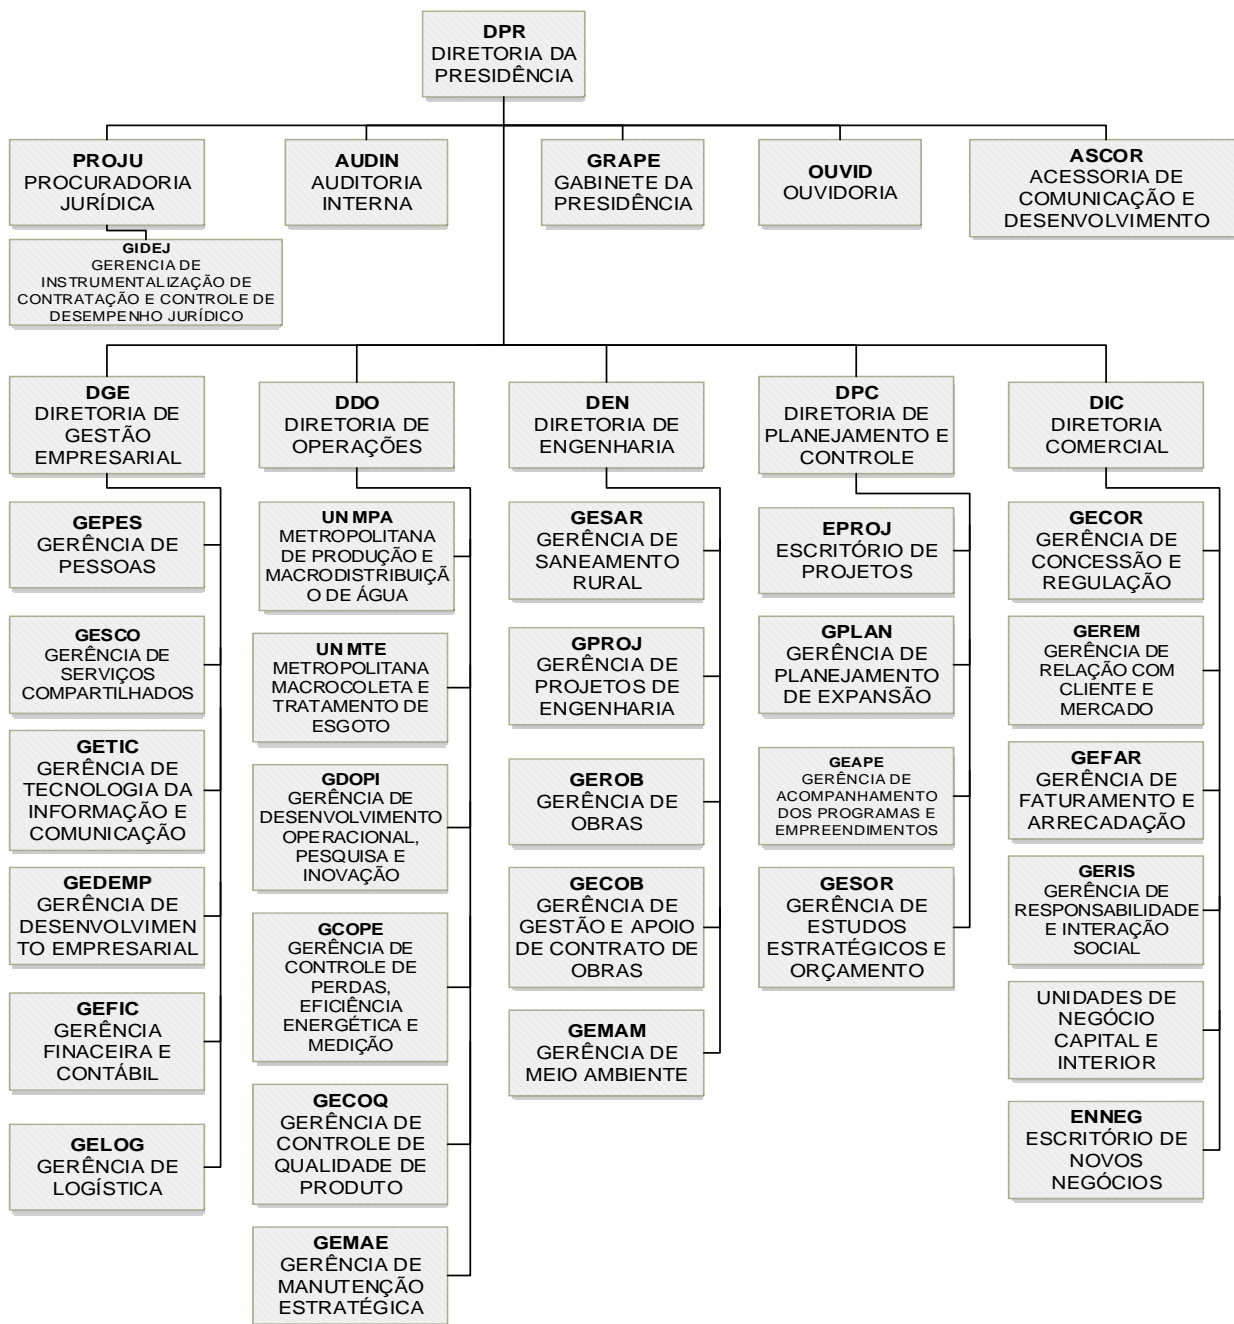 DPR
DIRETORIA DA
PRESIDÊNCIA
PROJU
PROCURADORIA
JURÍDICA
AUDIN
AUDITORIA
INTERNA
GRAPE
GABINETE DA
PRESIDÊNCIA
OUVID
OUVIDORIA
ASCOR
ACESSORIA DE
COMUNICAÇÃO E
DESENVOLVIMENTO
GIDEJ
GERENCIA DE
INSTRUMENTALIZAÇÃO DE
CONTRATAÇÃO E CONTROLE DE
DESEMPENHO JURÍDICO
DGE
DIRETORIA DE
GESTÃO
EMPRESARIAL
DDO
DIRETORIA DE
OPERAÇÕES
DEN
DIRETORIA DE
ENGENHARIA
DPC
DIRETORIA DE
PLANEJAMENTO E
CONTROLE
DIC
DIRETORIA
COMERCIAL
GEPES
GERÊNCIA DE
PESSOAS
GESCO
GERÊNCIA DE
SERVIÇOS
COMPARTILHADOS
GETIC
GERÊNCIA DE
TECNOLOGIA DA
INFORMAÇÃO E
COMUNICAÇÃO
GEDEMP
GERÊNCIA DE
DESENVOLVIMEN
TO EMPRESARIAL
GEFIC
GERÊNCIA
FINACEIRA E
CONTÁBIL
GELOG
GERÊNCIA DE
LOGÍSTICA
UN MPA
METROPOLITANA
DE PRODUÇÃO E
MACRODISTRIBUIÇÃ
O DE ÁGUA
UN MTE
METROPOLITANA
MACROCOLETA E
TRATAMENTO DE
ESGOTO
GDOPI
GERÊNCIA DE
DESENVOLVIMENTO
OPERACIONAL,
PESQUISA E
INOVAÇÃO
GCOPE
GERÊNCIA DE
CONTROLE DE
PERDAS,
EFICIÊNCIA
ENERGÉTICA E
MEDIÇÃO
GECOQ
GERÊNCIA DE
CONTROLE DE
QUALIDADE DE
PRODUTO
GEMAE
GERÊNCIA DE
MANUTENÇÃO
ESTRATÉGICA
GESAR
GERÊNCIA DE
SANEAMENTO
RURAL
GPROJ
GERÊNCIA DE
PROJETOS DE
ENGENHARIA
GEROB
GERÊNCIA DE
OBRAS
GECOB
GERÊNCIA DE
GESTÃO E APOIO
DE CONTRATO DE
OBRAS
GEMAM
GERÊNCIA DE
MEIO AMBIENTE
EPROJ
ESCRITÓRIO DE
PROJETOS
GPLAN
GERÊNCIA DE
PLANEJAMENTO
DE EXPANSÃO
GEAPE
GERÊNCIA DE
ACOMPANHAMENTO
DOS PROGRAMAS E
EMPREENDIMENTOS
GESOR
GERÊNCIA DE
ESTUDOS
ESTRATÉGICOS E
ORÇAMENTO
GECOR
GERÊNCIA DE
CONCESSÃO E
REGULAÇÃO
GEREM
GERÊNCIA DE
RELAÇÃO COM
CLIENTE E
MERCADO
GEFAR
GERÊNCIA DE
FATURAMENTO E
ARRECADAÇÃO
GERIS
GERÊNCIA DE
RESPONSABILIDADE
E INTERAÇÃO
SOCIAL
UNIDADES DE
NEGÓCIO
CAPITAL E
INTERIOR
ENNEG
ESCRITÓRIO DE
NOVOS
NEGÓCIOS